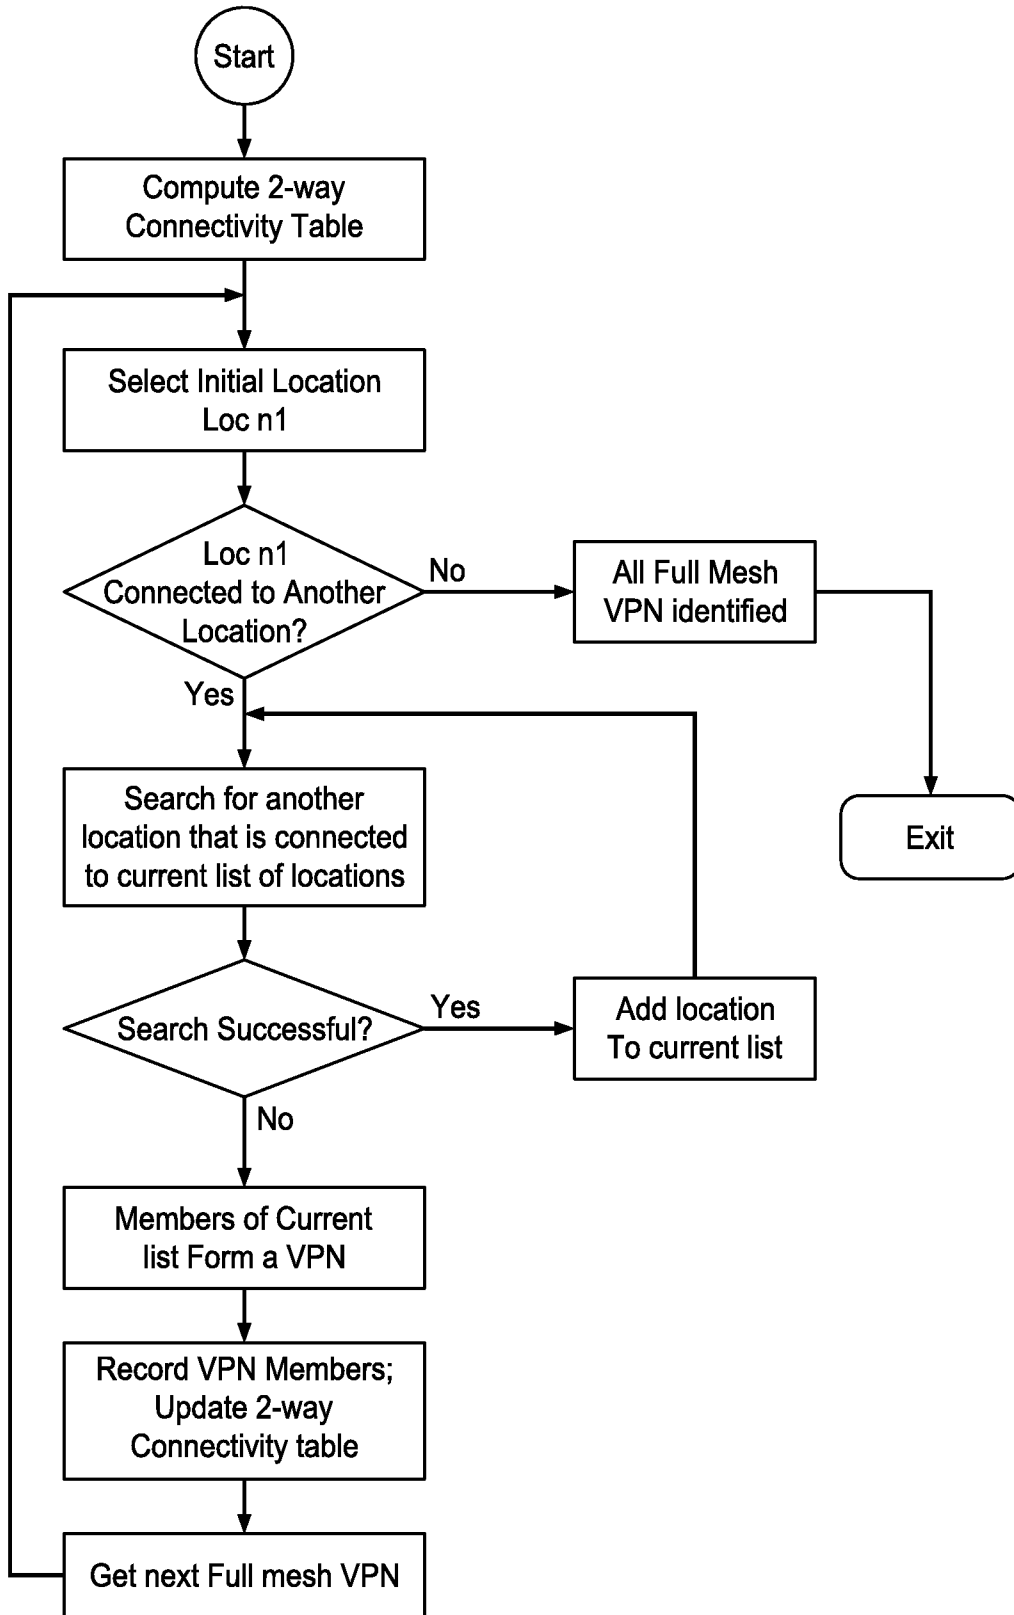 Start
Compute 2-way
Connectivity Table
Select Initial Location
Loc n1
Loc n1
Connected to Another
Location?
No
All Full Mesh
VPN identified
Yes
Search for another
location that is connected
to current list of locations
Exit
Search Successful?
Yes
Add location
To current list
No
Members of Current
list Form a VPN
Record VPN Members;
Update 2-way
Connectivity table
Get next Full mesh VPN